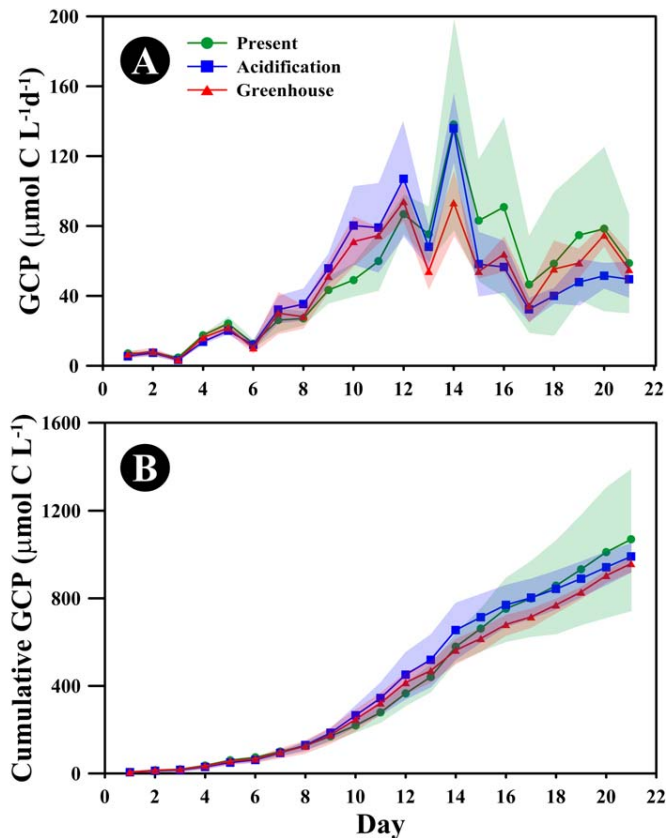 A
Present
Acidification
Greenhouse
GCP (μmol C L⁻¹d⁻¹)
200
160
120
80
40
0
0 2 4 6 8 10 12 14 16 18 20 22
B
Cumulative GCP (μmol C L⁻¹)
1600
1200
800
400
0
0 2 4 6 8 10 12 14 16 18 20 22
Day